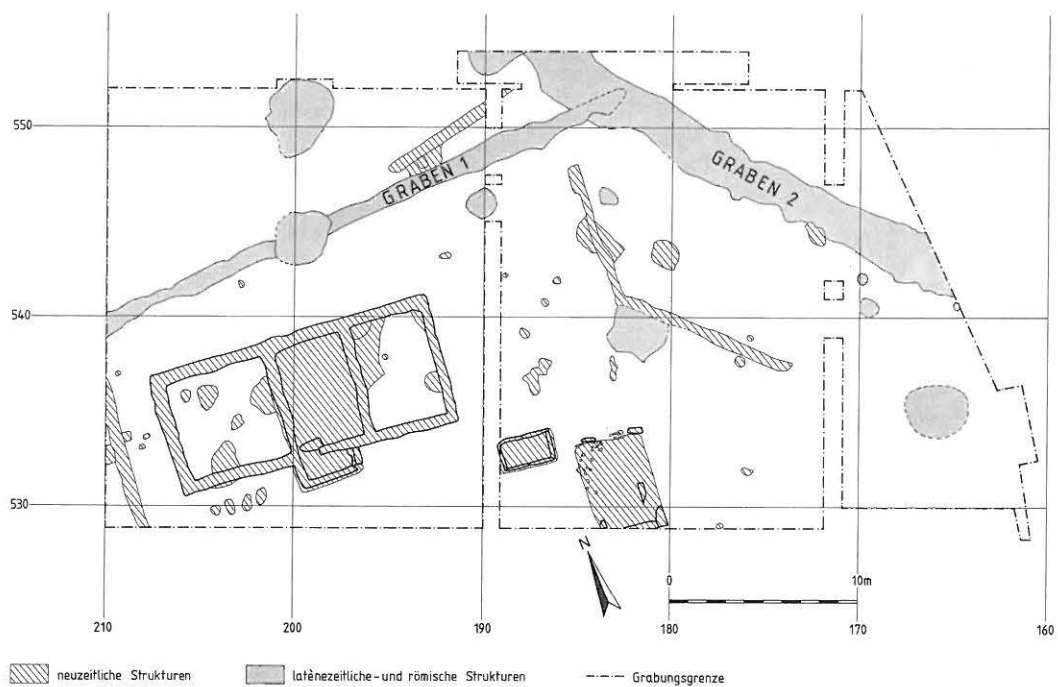 550
540
530
GRABEN 1
GRABEN 2
N
0 10m
210 200 190 180 170 160
neuzeitliche Strukturen
latènezeitliche- und römische Strukturen
Grabungsgrenze